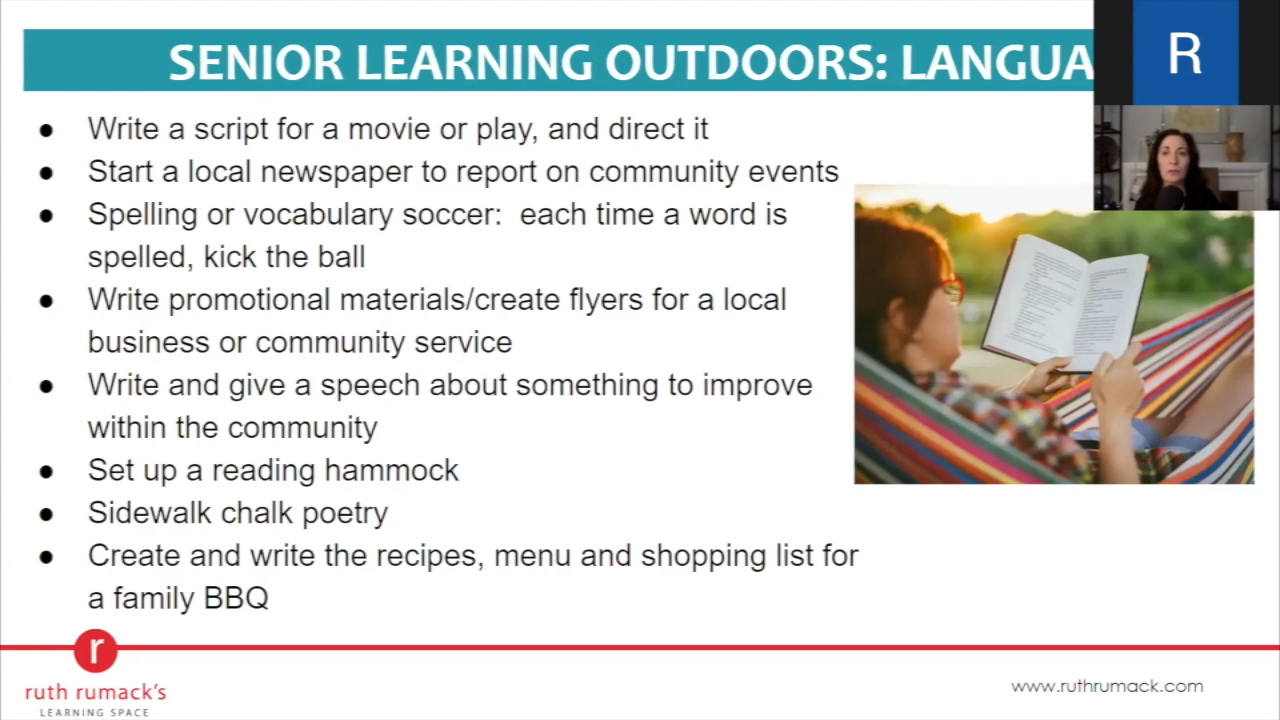 SENIOR LEARNING OUTDOORS: LANGUA
R
● Write a script for a movie or play, and direct it
● Start a local newspaper to report on community events
● Spelling or vocabulary soccer:  each time a word is
spelled, kick the ball
● Write promotional materials/create flyers for a local
business or community service
● Write and give a speech about something to improve
within the community
● Set up a reading hammock
● Sidewalk chalk poetry
● Create and write the recipes, menu and shopping list for
a family BBQ
r
ruth rumack's
LEARNING SPACE
www.ruthrumack.com